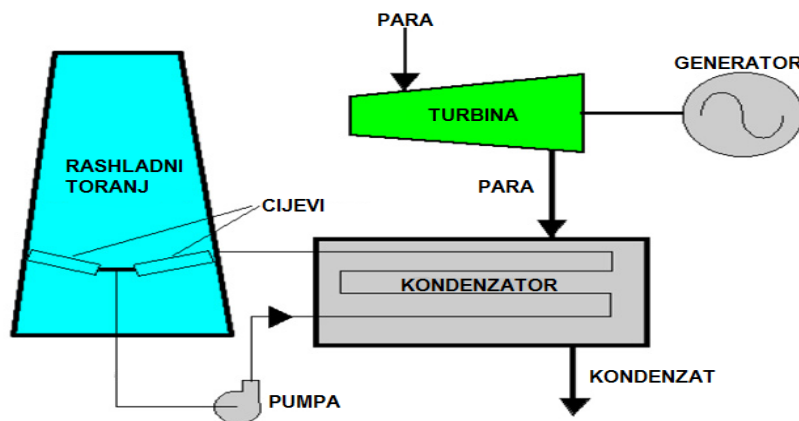 PARA
GENERATOR
TURBINA
RASHLADNI
TORANJ
PARA
CIJEVI
KONDENZATOR
KONDENZAT
PUMPA